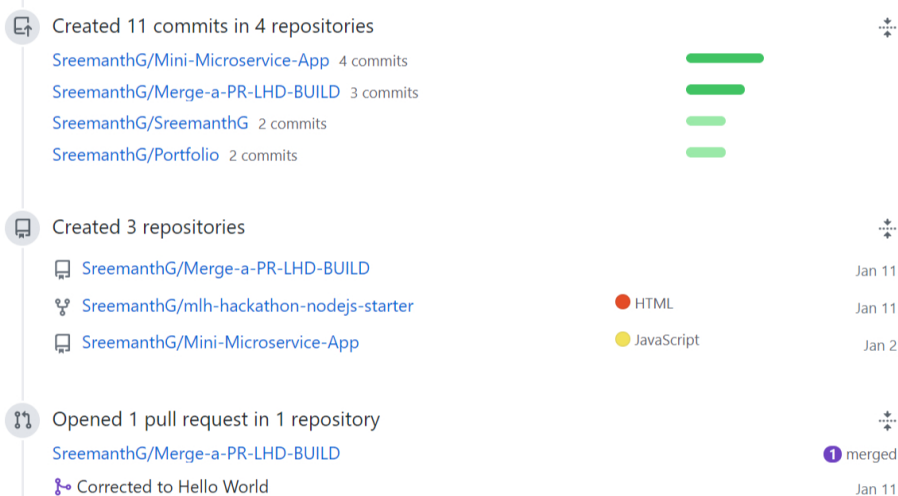 Created 11 commits in 4 repositories
SreemanthG/Mini-Microservice-App 4 commits
SreemanthG/Merge-a-PR-LHD-BUILD 3 commits
SreemanthG/SreemanthG 2 commits
SreemanthG/Portfolio 2 commits
Created 3 repositories
SreemanthG/Merge-a-PR-LHD-BUILD Jan 11
SreemanthG/mlh-hackathon-nodejs-starter HTML Jan 11
SreemanthG/Mini-Microservice-App JavaScript Jan 2
Opened 1 pull request in 1 repository
SreemanthG/Merge-a-PR-LHD-BUILD 1 merged
Corrected to Hello World Jan 11